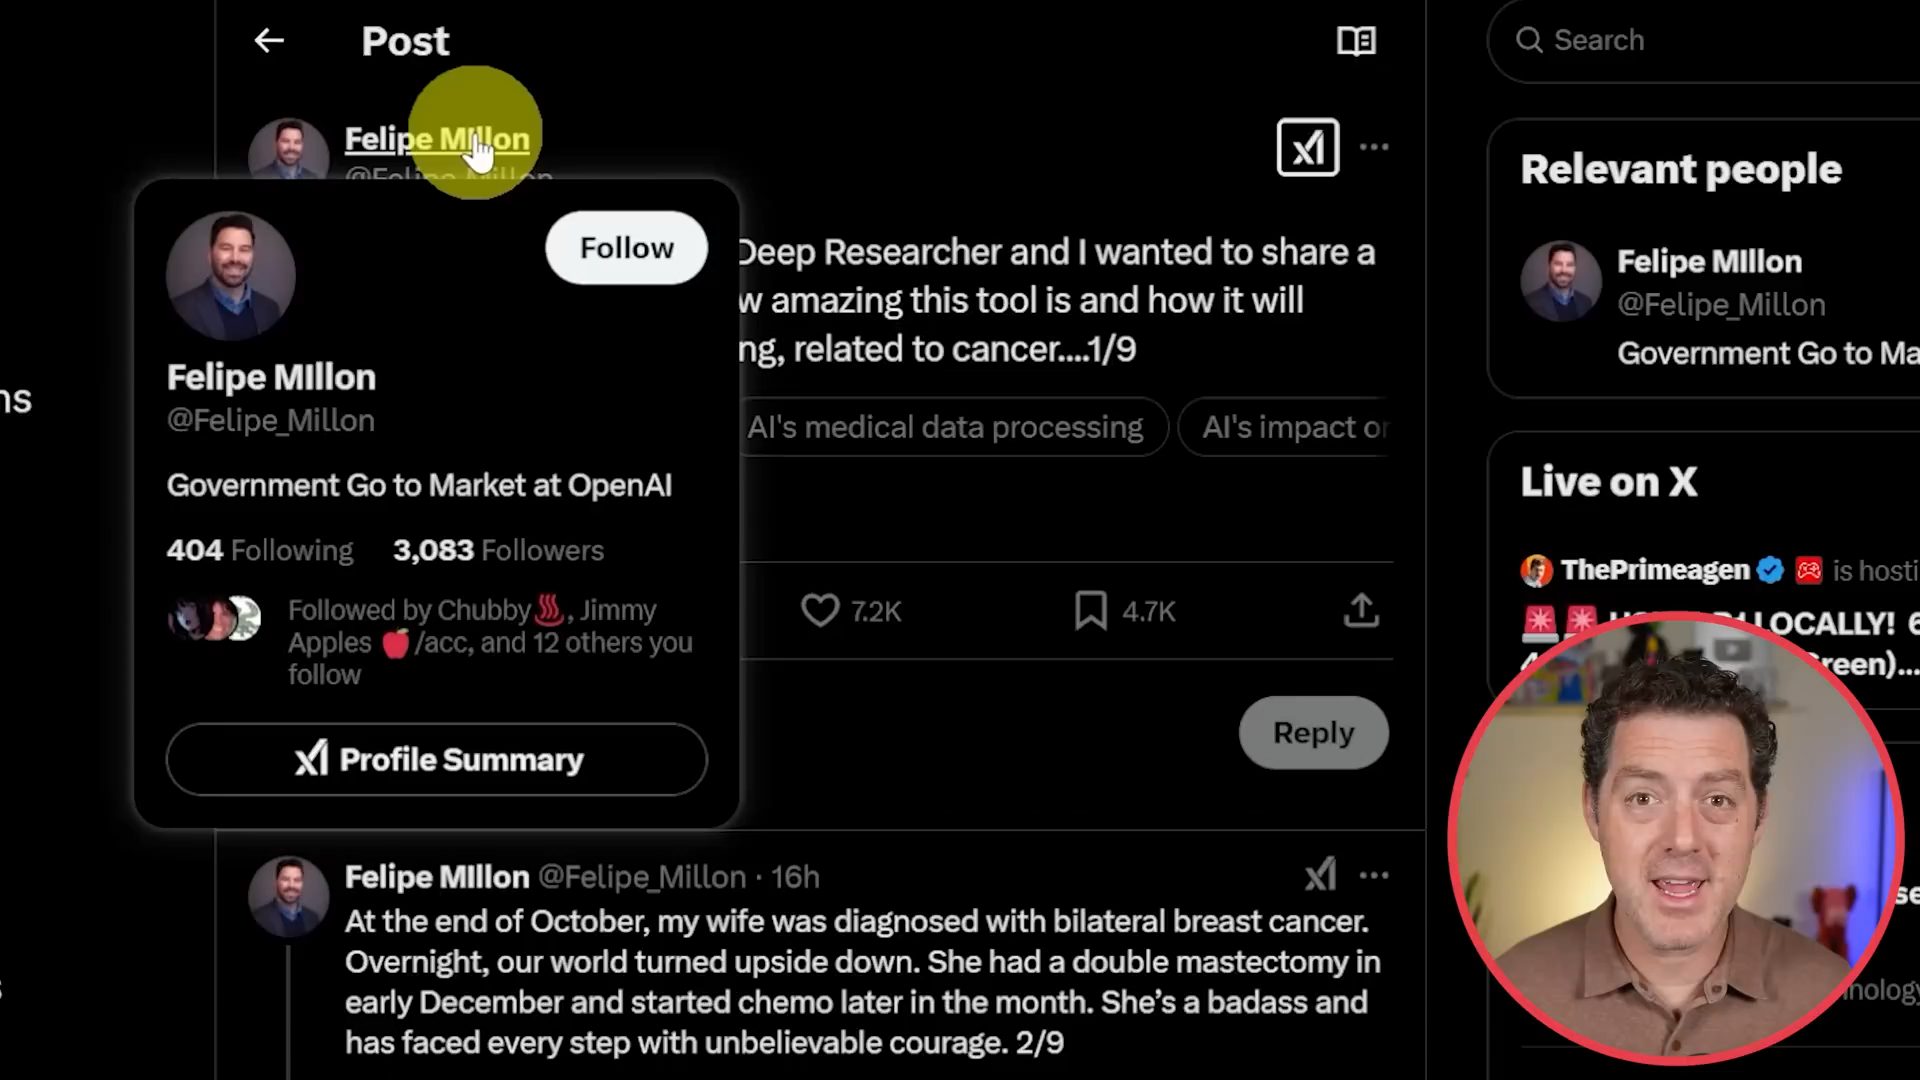 Post
Search
Felipe MIllon
@Felipe_Millon
Follow
Felipe MIllon
@Felipe_Millon
Government Go to Market at OpenAI
404 Following 3,083 Followers
Followed by Chubby♨️, Jimmy
Apples 🍎/acc, and 12 others you
follow
Profile Summary
Deep Researcher and I wanted to share a
w amazing this tool is and how it will
ng, related to cancer....1/9
AI's medical data processing
AI's impact or
7.2K
4.7K
Reply
Felipe MIllon @Felipe_Millon · 16h
At the end of October, my wife was diagnosed with bilateral breast cancer.
Overnight, our world turned upside down. She had a double mastectomy in
early December and started chemo later in the month. She's a badass and
has faced every step with unbelievable courage. 2/9
Relevant people
Felipe MIllon
@Felipe_Millon
Government Go to Ma
Live on X
ThePrimeagen is hosti
LOCALLY! 6
reen)...
ns